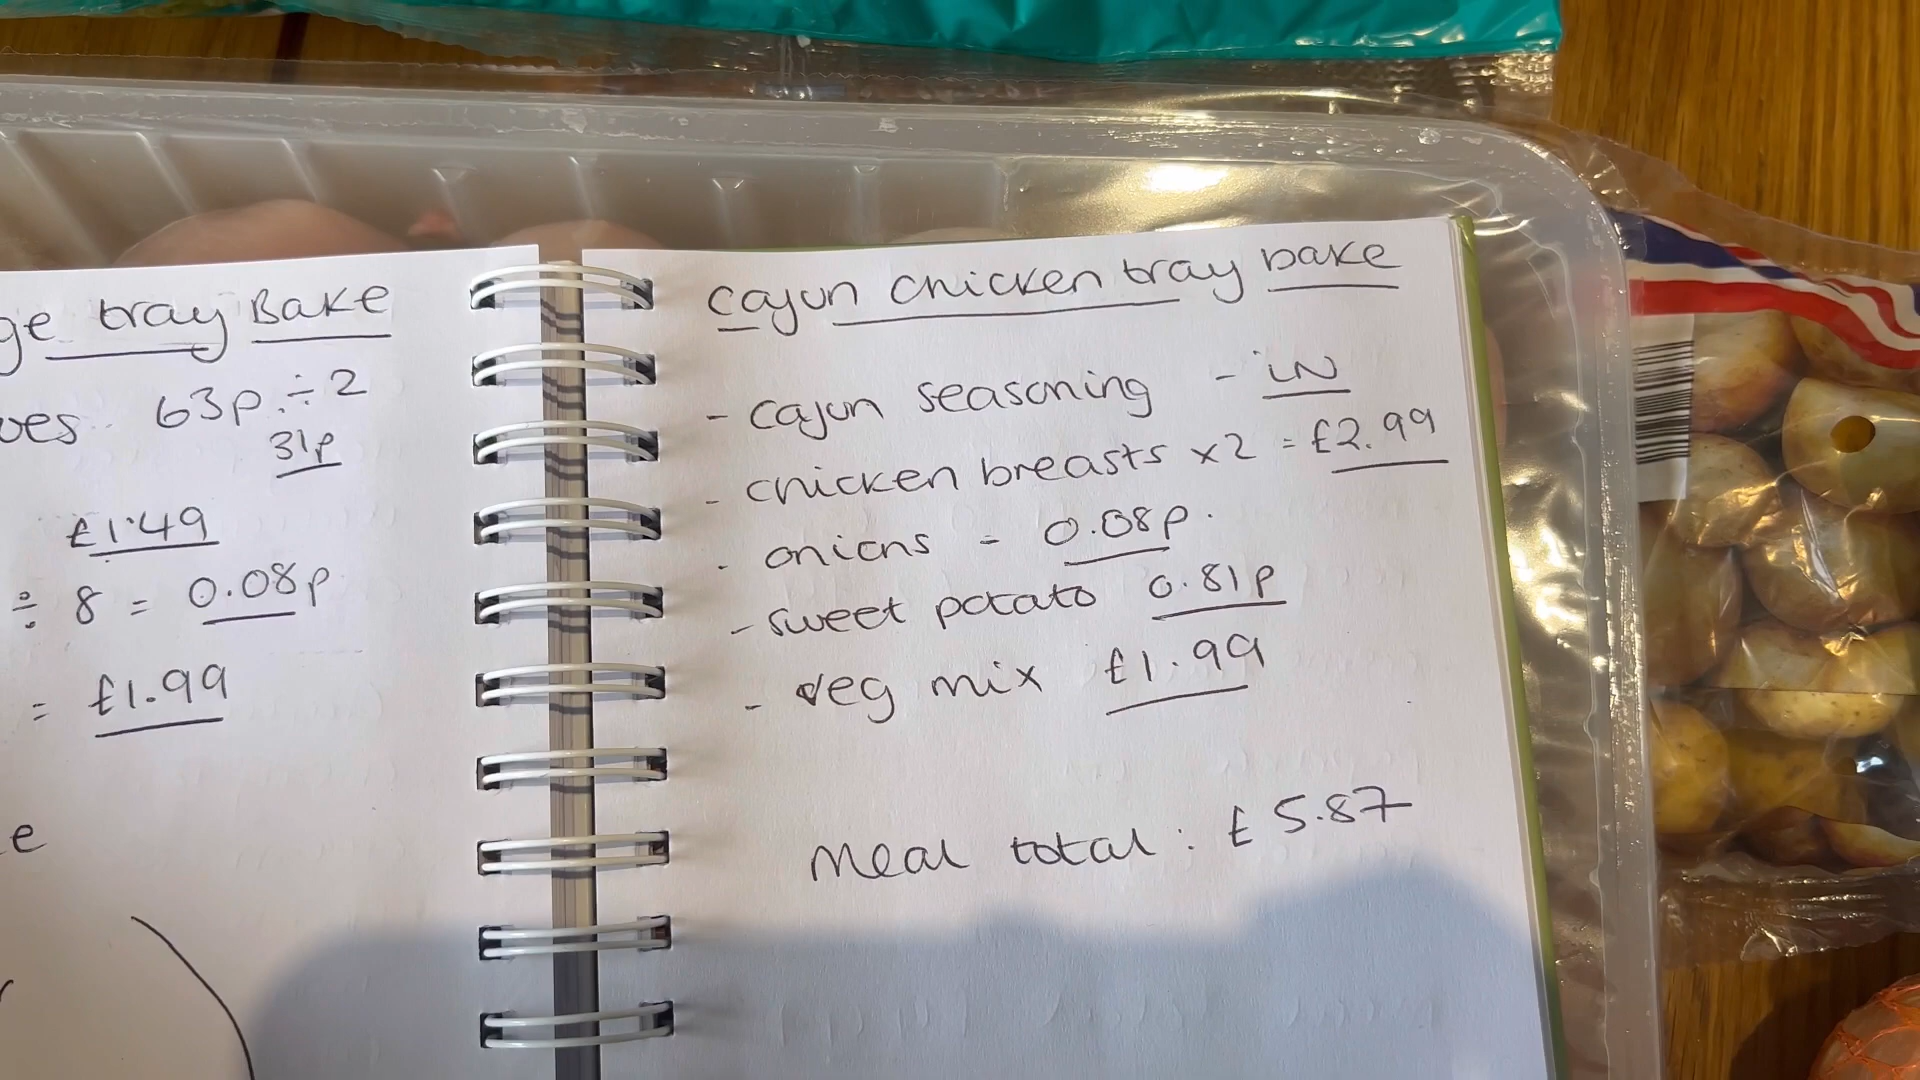 ge tray Bake
oes 63p ÷ 2
31p
£1.49
÷ 8 = 0.08p
= £1.99
e
Cajun chicken tray bake
- cajun seasoning - iN
- chicken breasts x2 = £2.99
- onions - 0.08p.
- sweet potato 0.81p
- veg mix £1.99
Meal total: £5.87